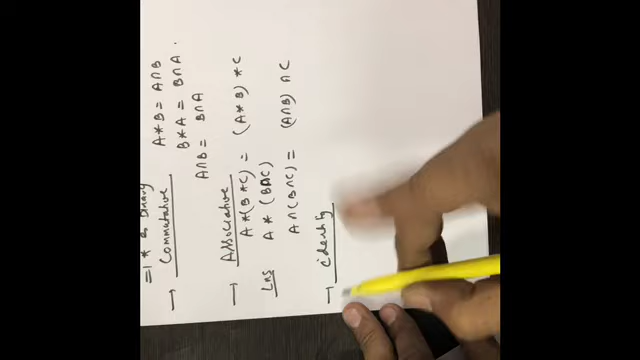 =) * is binary
→ Commutative A*B = A∩B
B*A = B∩A.
A∩B = B∩A
→ Associative
A*(B*C) = (A*B)*C
LHS A*(B∩C)
A∩(B∩C) = (A∩B)∩C
→ identity